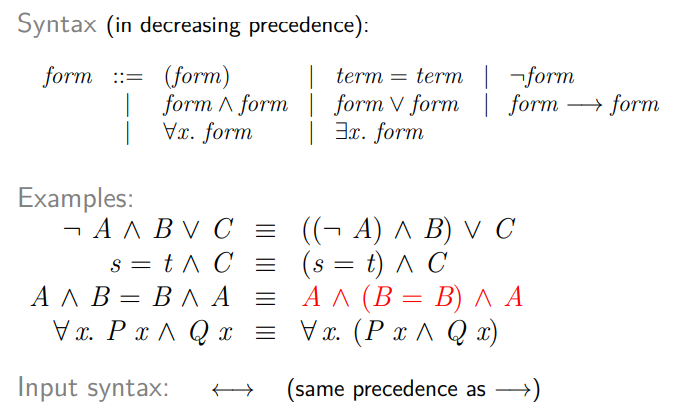 Syntax (in decreasing precedence):
form ::= (form) | term = term | ¬form
| form ∧ form | form ∨ form | form ⟶ form
| ∀x. form | ∃x. form
Examples:
¬ A ∧ B ∨ C ≡ ((¬ A) ∧ B) ∨ C
s = t ∧ C ≡ (s = t) ∧ C
A ∧ B = B ∧ A ≡ A ∧ (B = B) ∧ A
∀ x. P x ∧ Q x ≡ ∀ x. (P x ∧ Q x)
Input syntax: ⟷ (same precedence as ⟶)